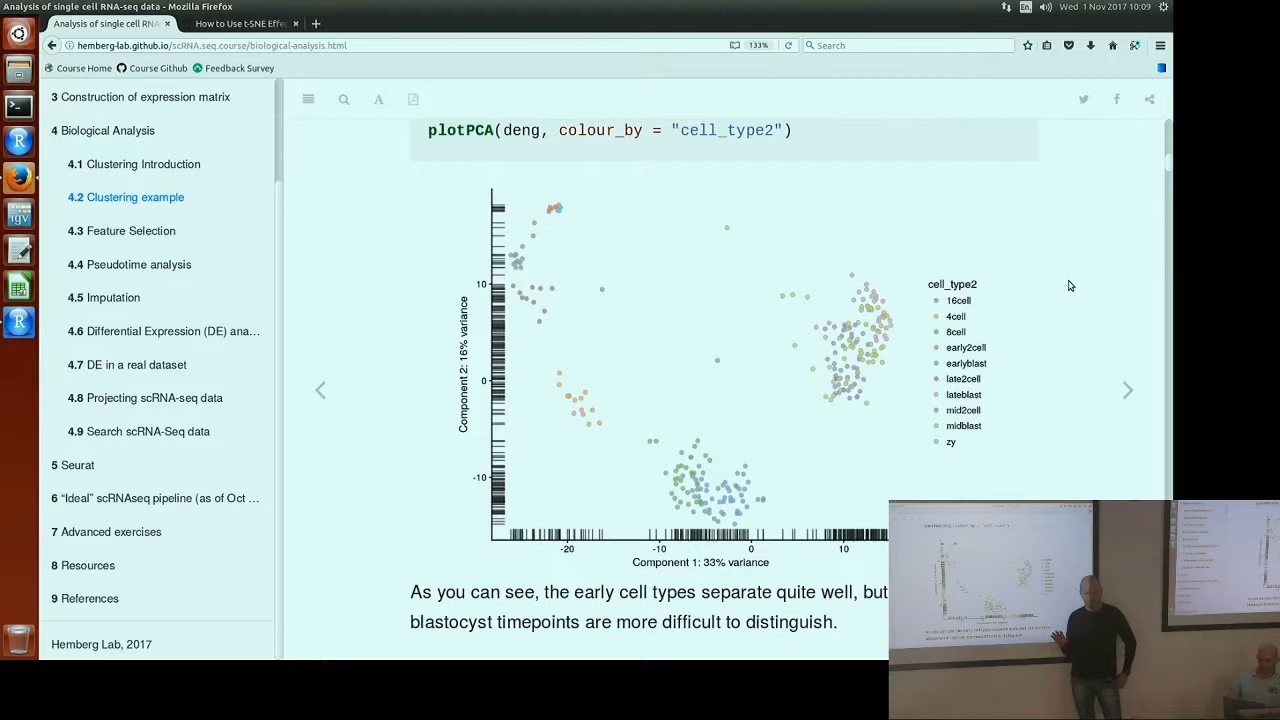 Analysis of single cell RNA-seq data - Mozilla Firefox
En
Wed 1 Nov 2017 10:09
Analysis of single cell RNA ×
How to Use t-SNE Effec ×
+
hemberg-lab.github.io/scRNA.seq.course/biological-analysis.html
133%
Search
Course Home
Course Github
Feedback Survey
3 Construction of expression matrix
4 Biological Analysis
4.1 Clustering Introduction
4.2 Clustering example
4.3 Feature Selection
4.4 Pseudotime analysis
4.5 Imputation
4.6 Differential Expression (DE) ana…
4.7 DE in a real dataset
4.8 Projecting scRNA-seq data
4.9 Search scRNA-Seq data
5 Seurat
6 “Ideal” scRNAseq pipeline (as of Oct …
7 Advanced exercises
8 Resources
9 References
Hemberg Lab, 2017
A
plotPCA(deng, colour_by = "cell_type2")
Component 2: 16% variance
10
0
-10
-20
-10
0
10
Component 1: 33% variance
cell_type2
16cell
4cell
8cell
early2cell
earlyblast
late2cell
lateblast
mid2cell
midblast
zy
As you can see, the early cell types separate quite well, but
blastocyst timepoints are more difficult to distinguish.
R
igv
R